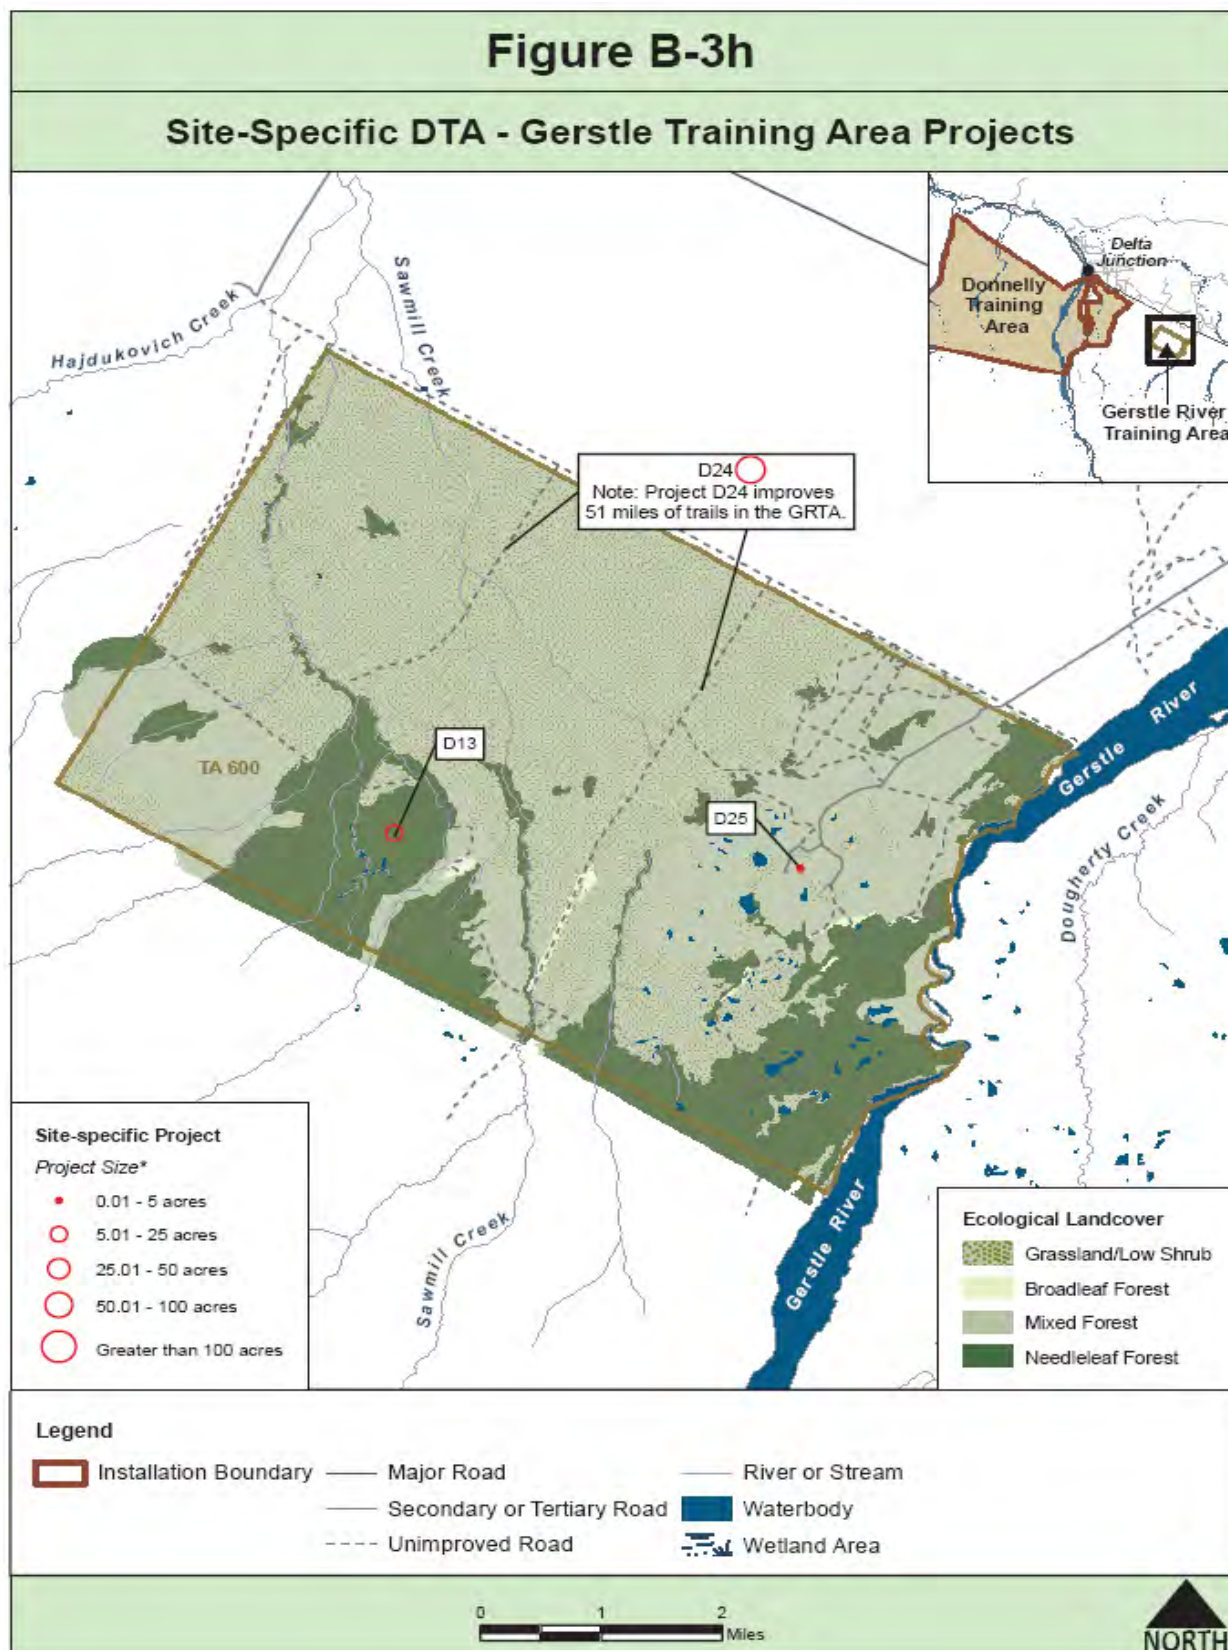 Figure B-3h
Site-Specific DTA - Gerstle Training Area Projects
Delta
Junction
Donnelly
Training
Area
Gerstle River
Training Area
Hajdukovich Creek
Sawmill Creek
D24
Note: Project D24 improves
51 miles of trails in the GRTA.
TA 600
D13
D25
Gerstle River
Dougherty Creek
Sawmill Creek
Gerstle River
Site-specific Project
Project Size*
0.01 - 5 acres
5.01 - 25 acres
25.01 - 50 acres
50.01 - 100 acres
Greater than 100 acres
Ecological Landcover
Grassland/Low Shrub
Broadleaf Forest
Mixed Forest
Needleleaf Forest
Legend
Installation Boundary
Major Road
Secondary or Tertiary Road
Unimproved Road
River or Stream
Waterbody
Wetland Area
0 1 2
Miles
NORTH